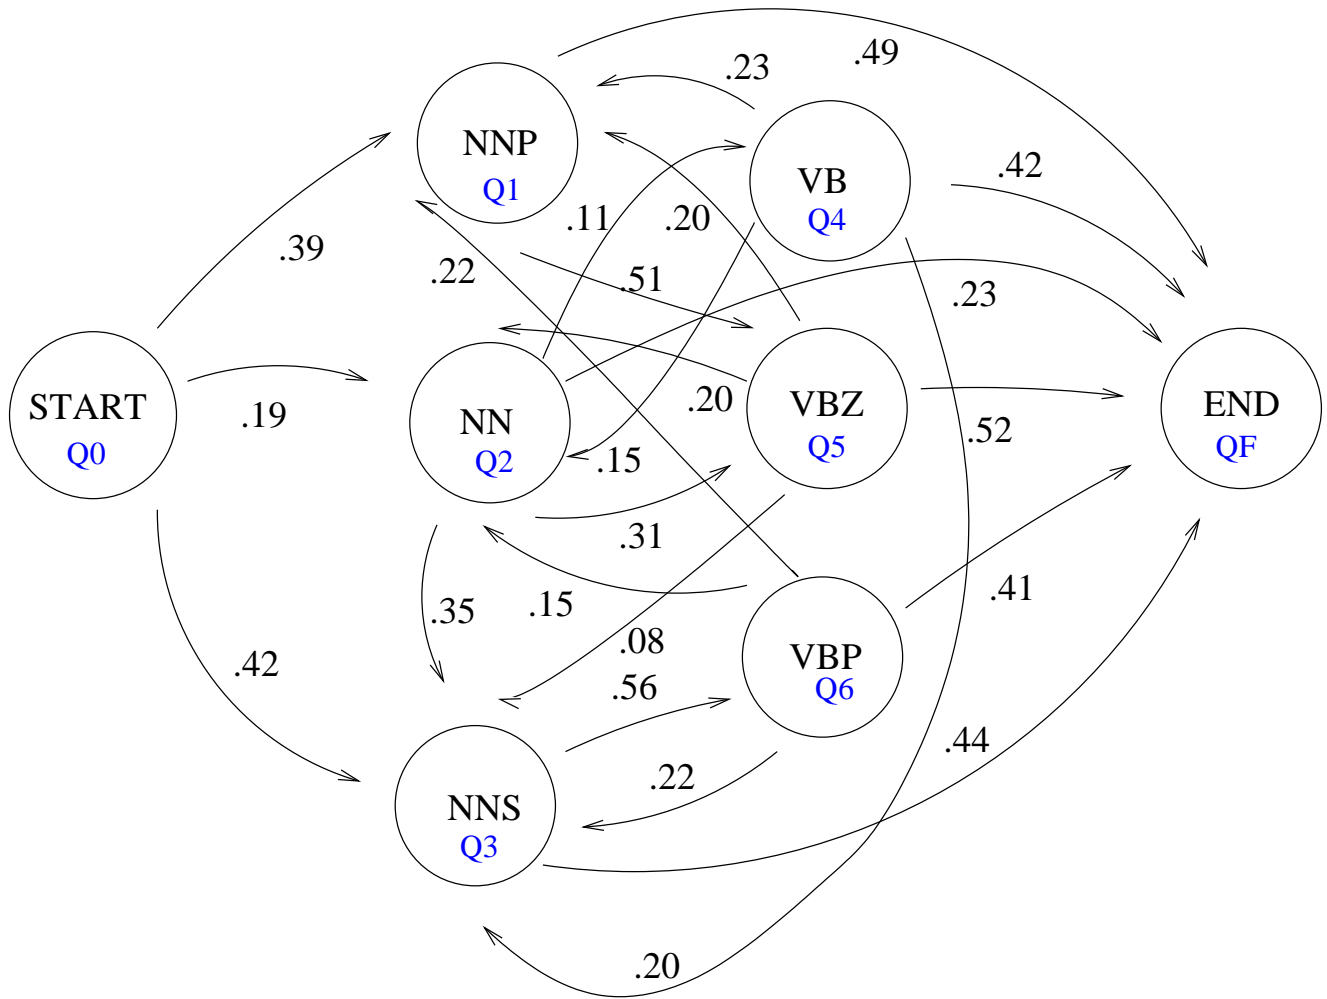 .49
.23
NNP
Q1
.42
VB
Q4
.11
.20
.39
.22
.51
.23
START
Q0
.19
NN
Q2
.20
VBZ
Q5
.52
END
QF
.15
.31
.35
.15
.08
.41
.42
.56
VBP
Q6
.22
.44
NNS
Q3
.20